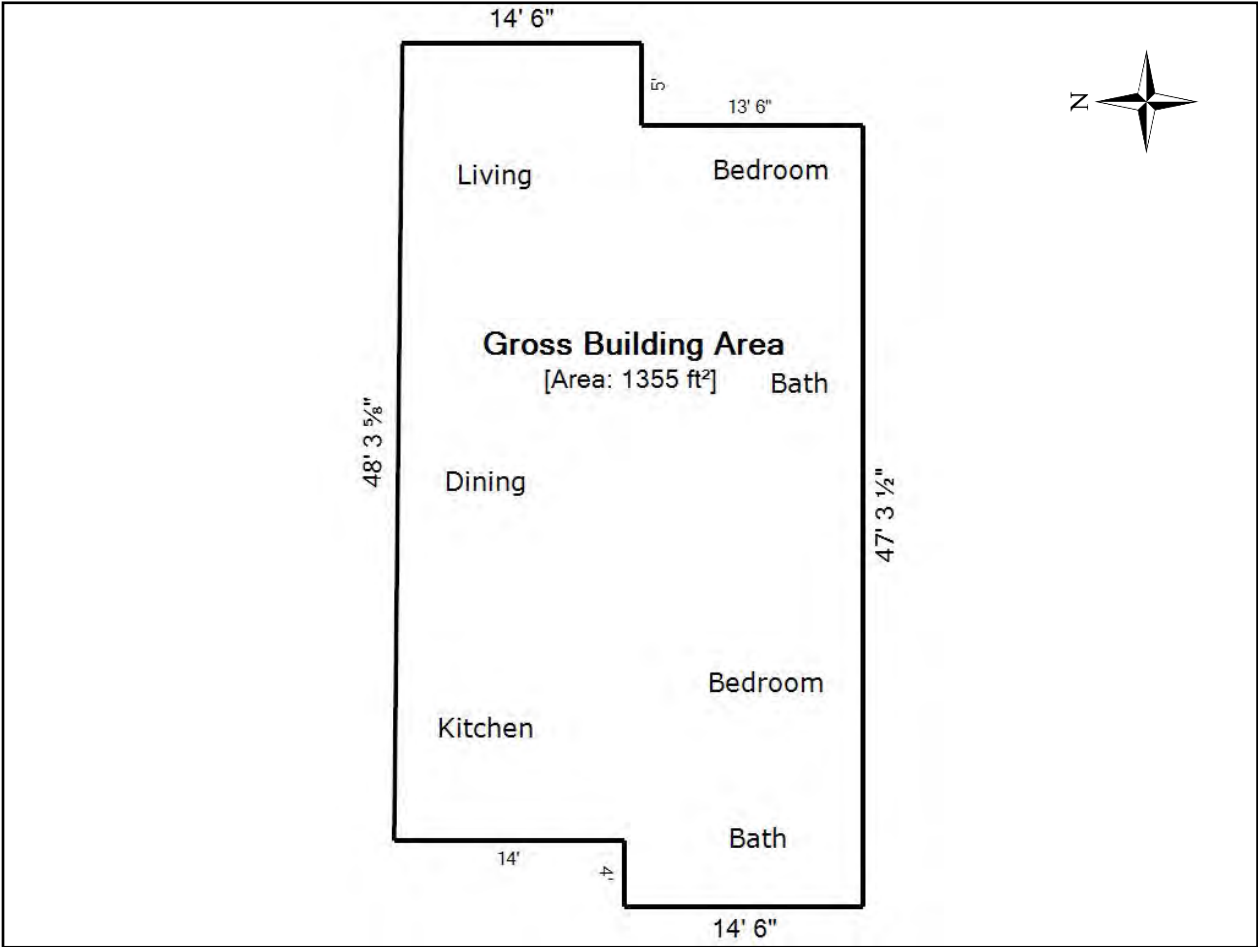 14' 6"
5'
13' 6"
N
Living
Bedroom
Gross Building Area
[Area: 1355 ft²]
Bath
48' 3 ⅝"
Dining
47' 3 ½"
Bedroom
Kitchen
Bath
14'
4'
14' 6"